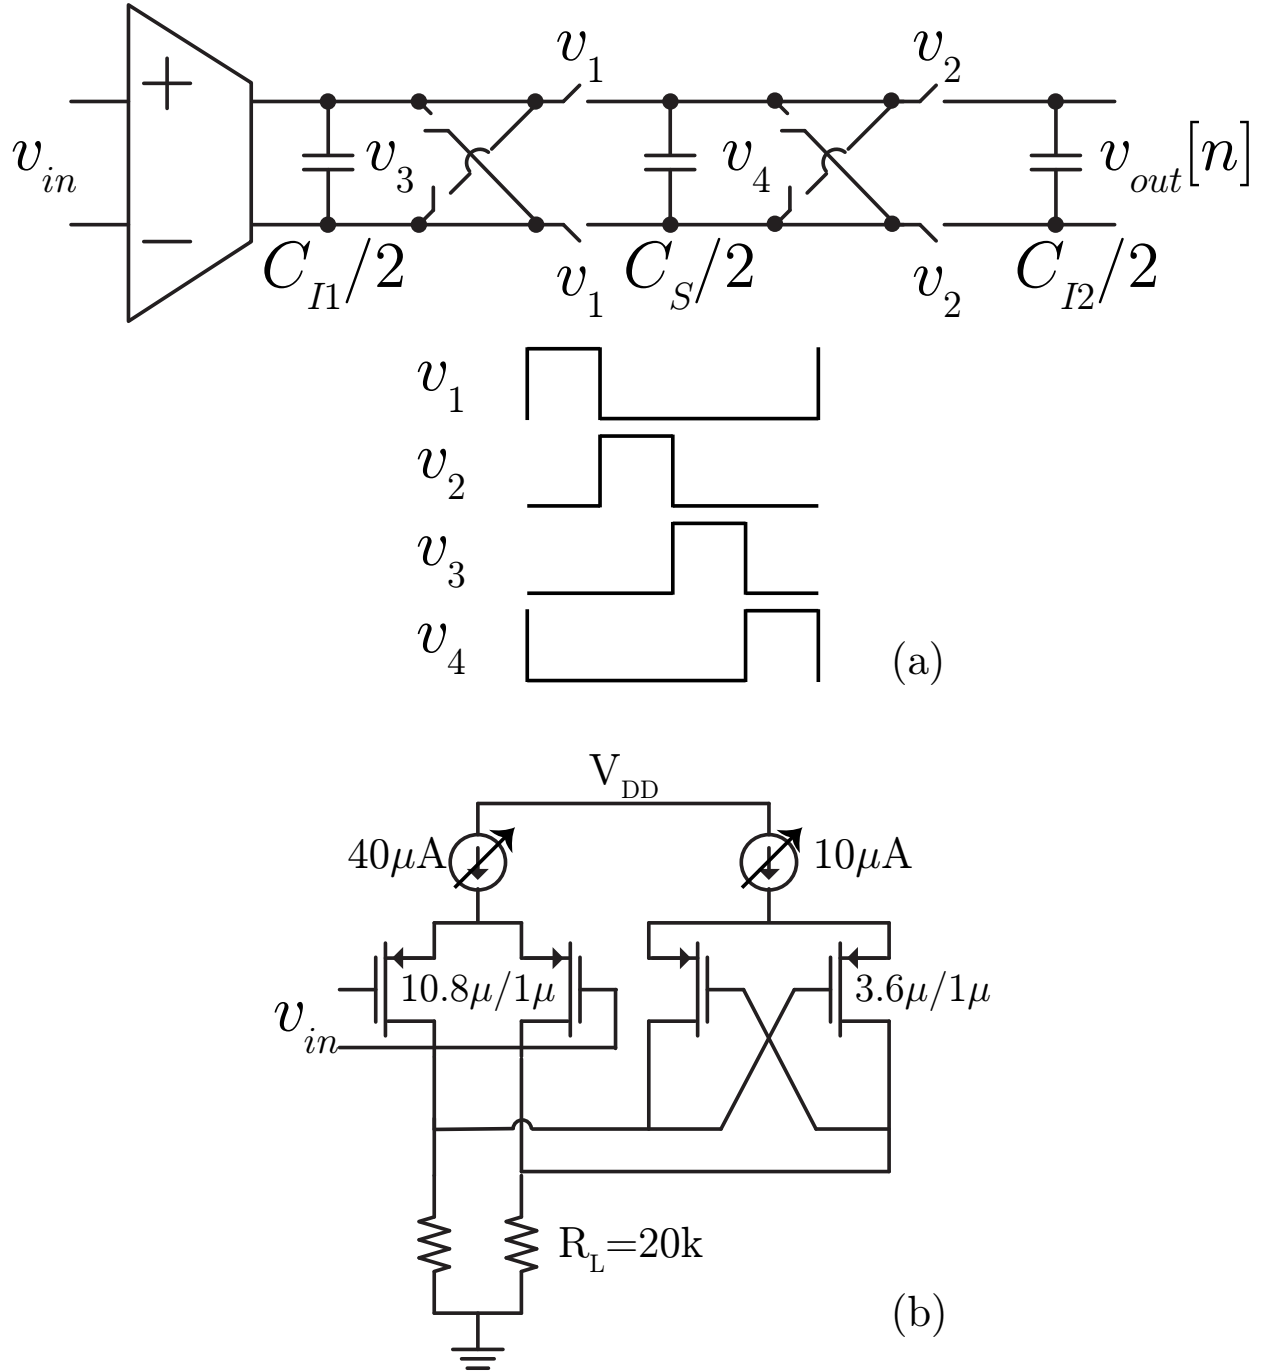 v1 v2
+
vin v3 v4 vout[n]
−
CI1/2 v1 CS/2 v2 CI2/2
v1
v2
v3
v4 (a)
VDD
40μA 10μA
10.8μ/1μ 3.6μ/1μ
vin
RL=20k
(b)